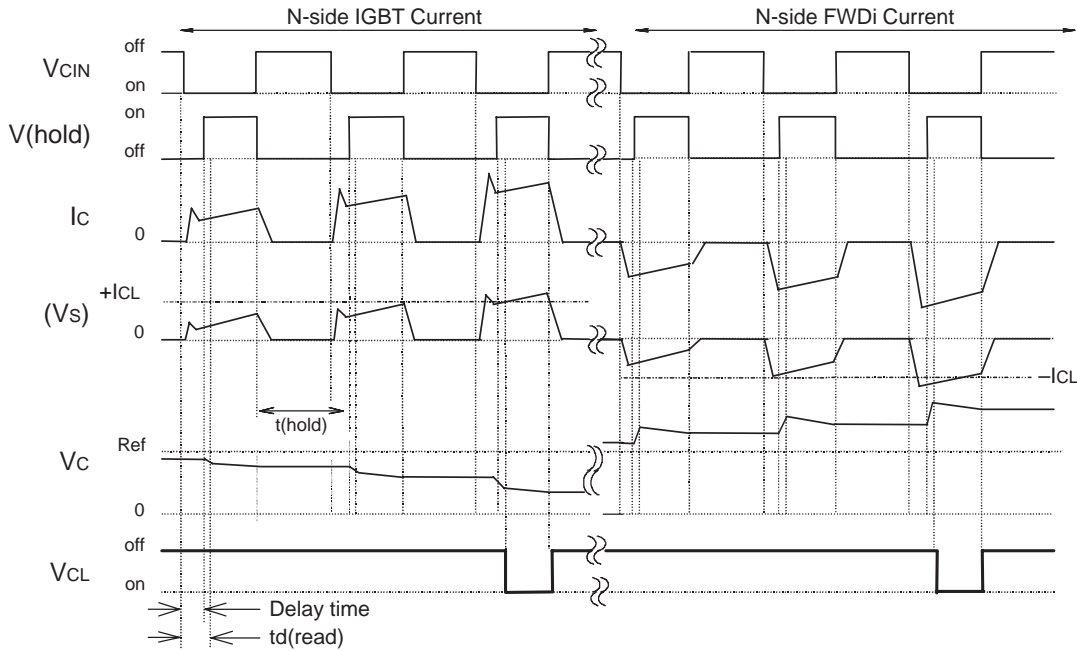 N-side IGBT Current
N-side FWDi Current
VCIN
off
on
V(hold)
on
off
IC
0
(VS)
+ICL
0
–ICL
t(hold)
VC
Ref
0
VCL
off
on
Delay time
td(read)